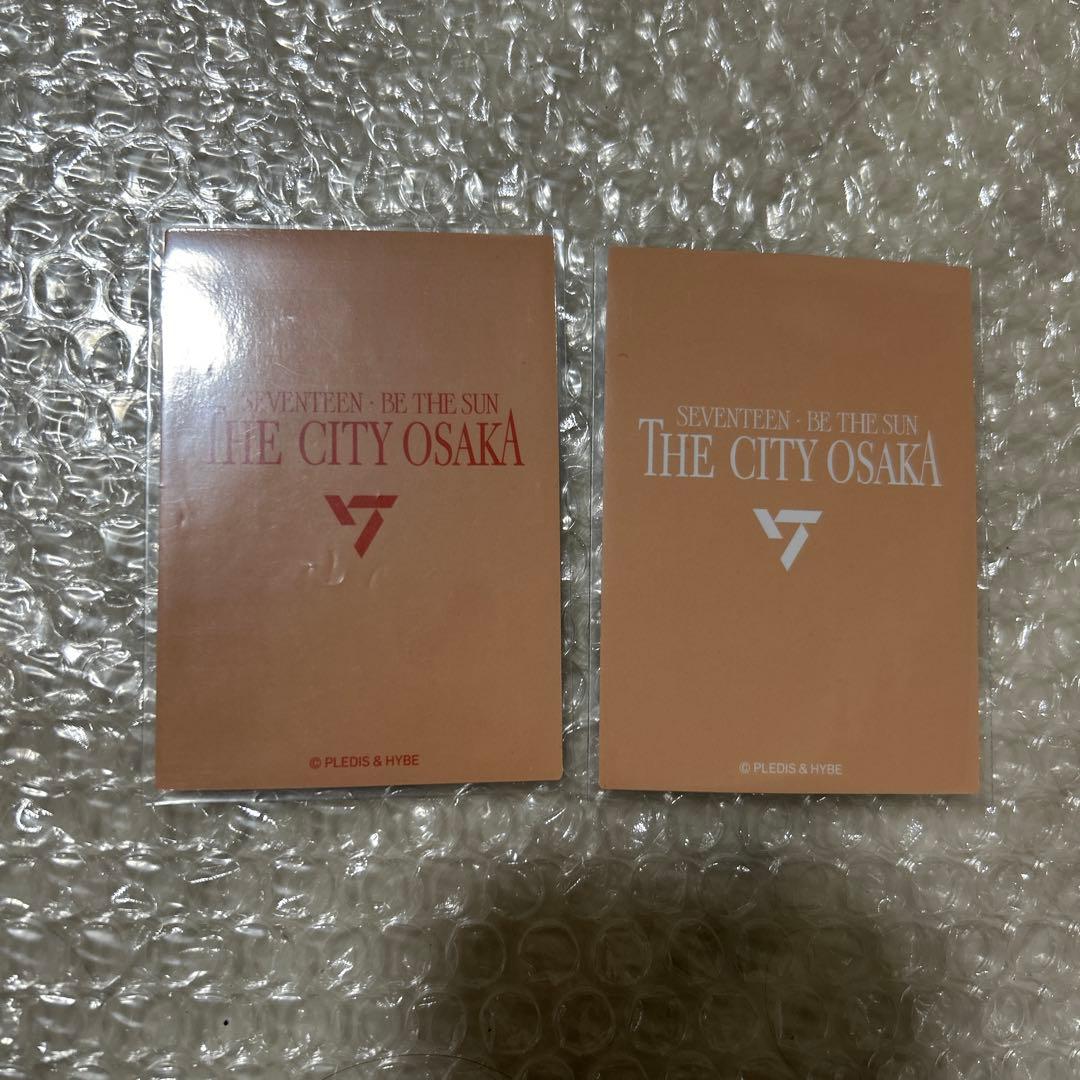 SEVENTEEN · BE THE SUN
THE CITY OSAKA
© PLEDIS & HYBE
SEVENTEEN · BE THE SUN
THE CITY OSAKA
© PLEDIS & HYBE